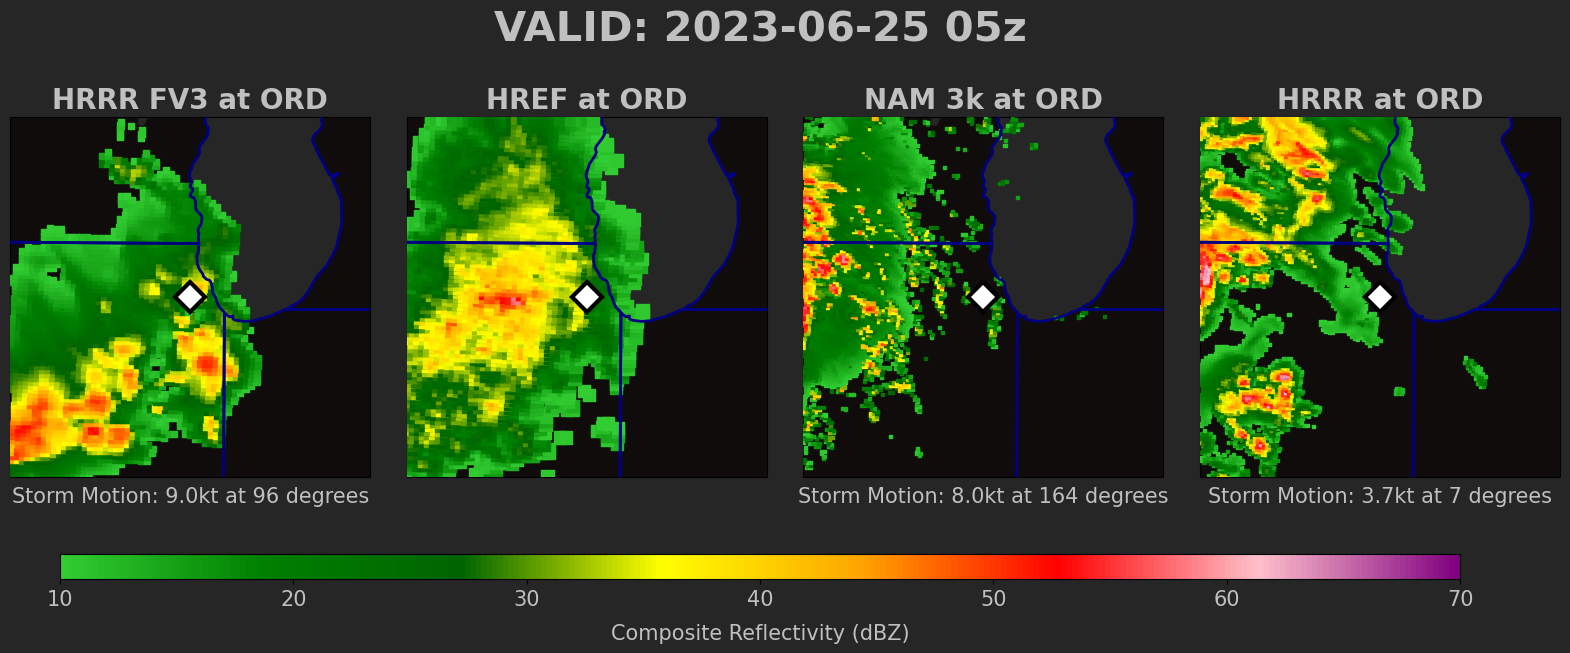 VALID: 2023-06-25 05z
HRRR FV3 at ORD
HREF at ORD
NAM 3k at ORD
HRRR at ORD
Storm Motion: 9.0kt at 96 degrees
Storm Motion: 8.0kt at 164 degrees
Storm Motion: 3.7kt at 7 degrees
10 20 30 40 50 60 70
Composite Reflectivity (dBZ)